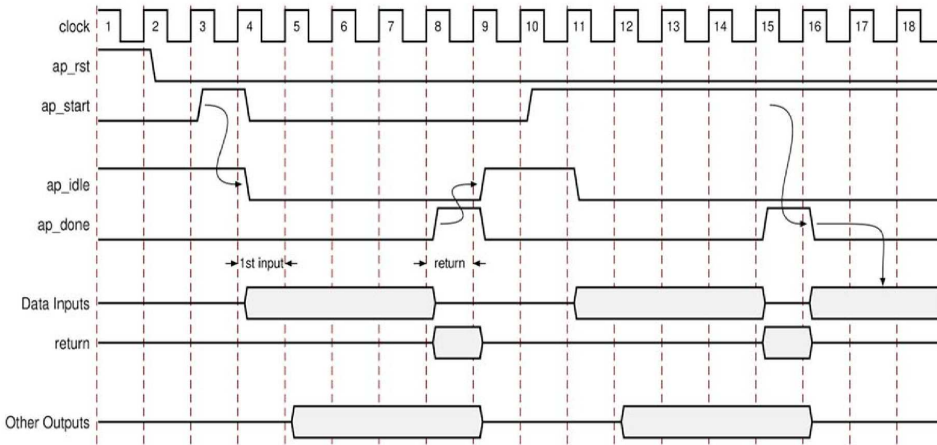 clock 1 2 3 4 5 6 7 8 9 10 11 12 13 14 15 16 17 18
ap_rst
ap_start
ap_idle
ap_done
1st input return
Data Inputs
return
Other Outputs